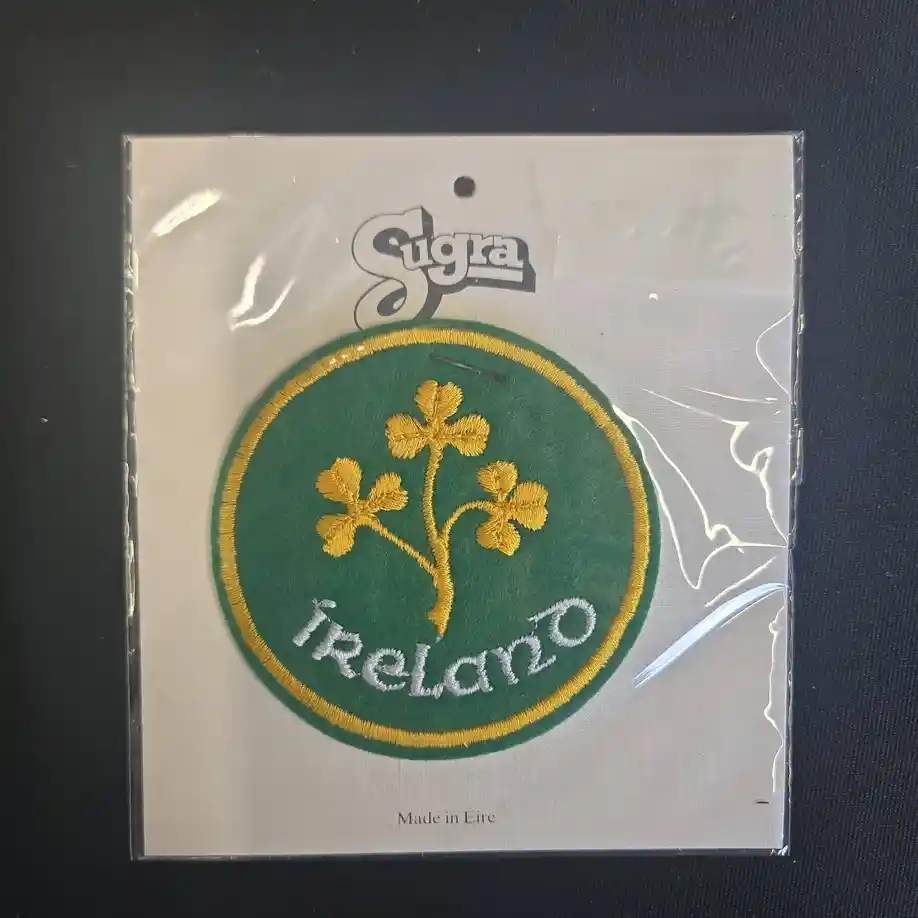 Sugra
IReLanD
Made in Eire